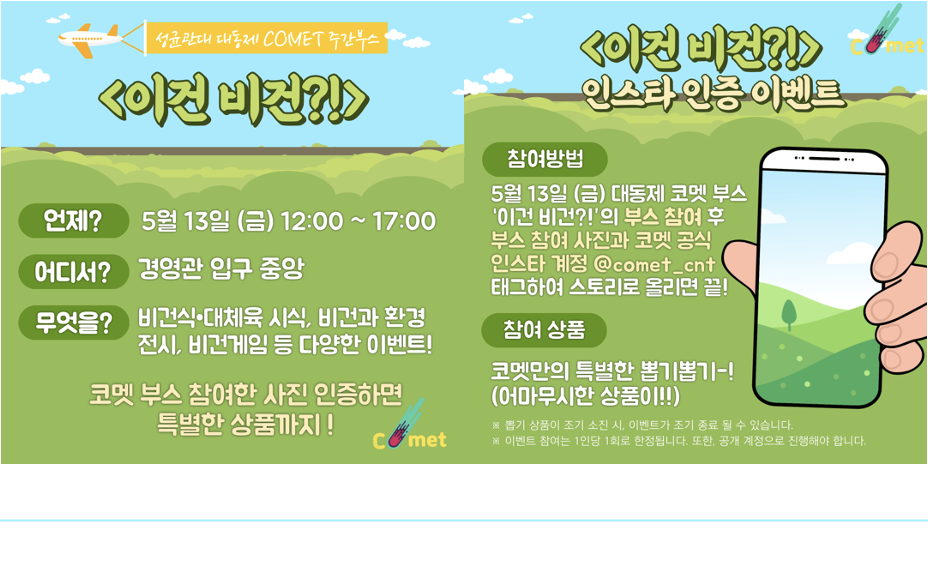 성균관대 대동제 COMET 주간부스
<이건 비건?!>
언제?
5월 13일 (금) 12:00 ~ 17:00
어디서?
경영관 입구 중앙
무엇을?
비건식•대체육 시식, 비건과 환경
전시, 비건게임 등 다양한 이벤트!
코멧 부스 참여한 사진 인증하면
특별한 상품까지 !
Comet
Comet
<이건 비건?!>
인스타 인증 이벤트
참여방법
5월 13일 (금) 대동제 코멧 부스
'이건 비건?!'의 부스 참여 후
부스 참여 사진과 코멧 공식
인스타 계정 @comet_cnt
태그하여 스토리로 올리면 끝!
참여 상품
코멧만의 특별한 뽑기뽑기-!
(어마무시한 상품이!!)
※ 뽑기 상품이 조기 소진 시, 이벤트가 조기 종료 될 수 있습니다.
※ 이벤트 참여는 1인당 1회로 한정됩니다. 또한, 공개 계정으로 진행해야 합니다.